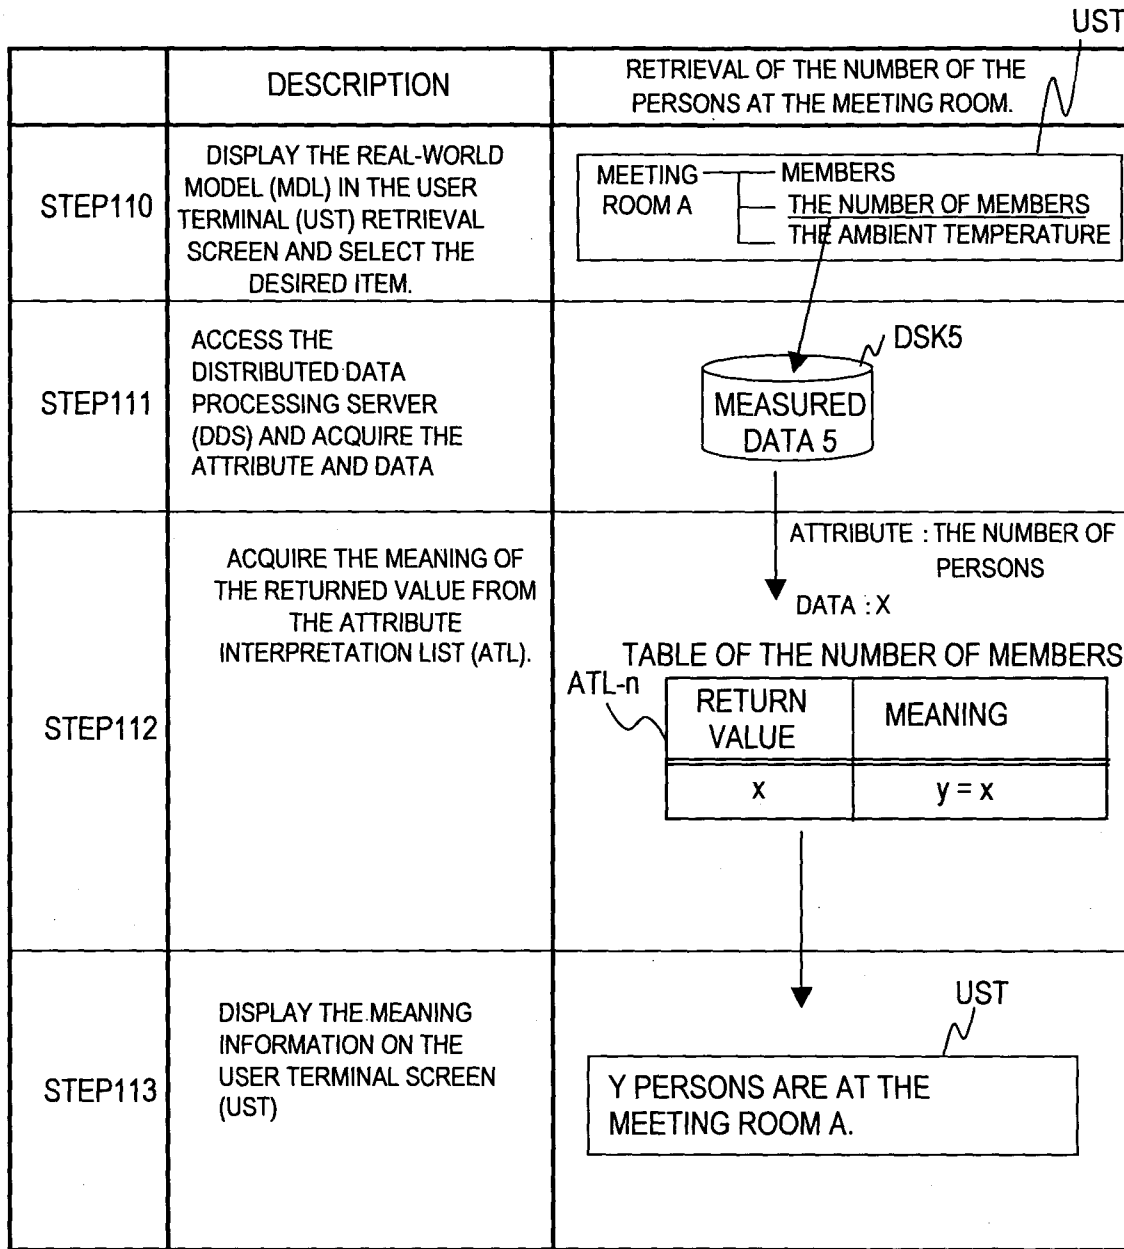 UST
DESCRIPTION
RETRIEVAL OF THE NUMBER OF THE
PERSONS AT THE MEETING ROOM.
STEP110
DISPLAY THE REAL-WORLD
MODEL (MDL) IN THE USER
TERMINAL (UST) RETRIEVAL
SCREEN AND SELECT THE
DESIRED ITEM.
MEETING
ROOM A
MEMBERS
THE NUMBER OF MEMBERS
THE AMBIENT TEMPERATURE
STEP111
ACCESS THE
DISTRIBUTED DATA
PROCESSING SERVER
(DDS) AND ACQUIRE THE
ATTRIBUTE AND DATA
DSK5
MEASURED
DATA 5
STEP112
ACQUIRE THE MEANING OF
THE RETURNED VALUE FROM
THE ATTRIBUTE
INTERPRETATION LIST (ATL).
ATTRIBUTE : THE NUMBER OF
PERSONS
DATA : X
TABLE OF THE NUMBER OF MEMBERS
ATL-n
RETURN
VALUE
MEANING
x
y = x
STEP113
DISPLAY THE MEANING
INFORMATION ON THE
USER TERMINAL SCREEN
(UST)
UST
Y PERSONS ARE AT THE
MEETING ROOM A.